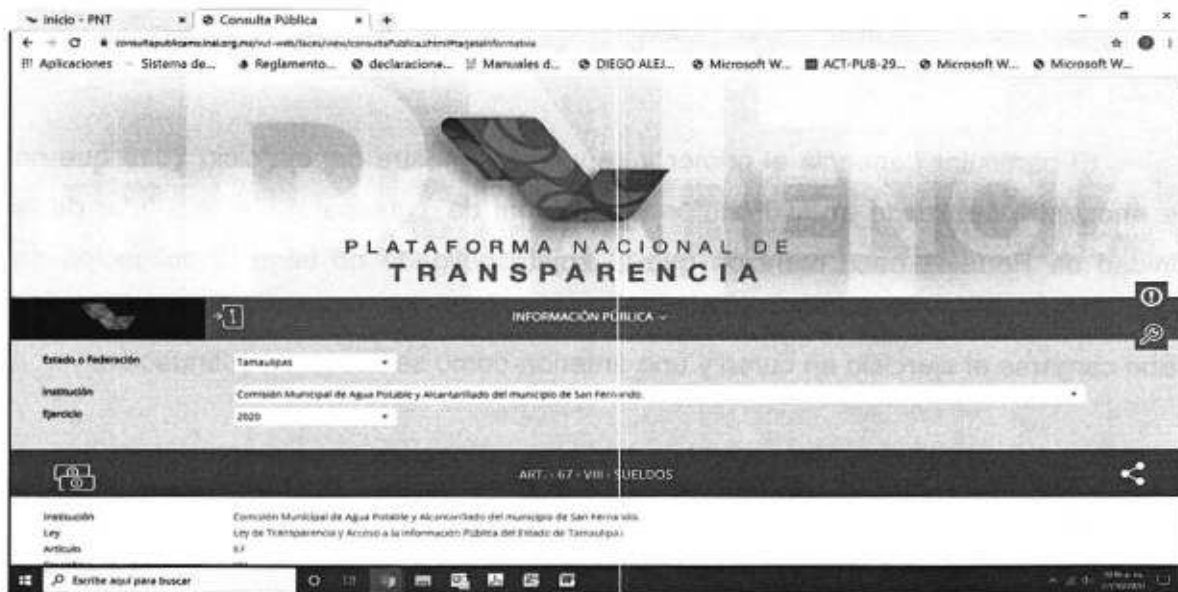 Inicio - PNT
Consulta Pública
Aplicaciones
Sistema de...
Reglamento...
declaracione...
Manuales d...
DIEGO ALEJ...
Microsoft W...
ACT-PUB-29...
Microsoft W...
Microsoft W...
PLATAFORMA NACIONAL DE
TRANSPARENCIA
INFORMACIÓN PÚBLICA
Estado o Federación Tamaulipas
Institución Comisión Municipal de Agua Potable y Alcantarillado del municipio de San Fernando.
Ejercicio 2020
ART. - 67 - VIII - SUELDOS
Institución Comisión Municipal de Agua Potable y Alcantarillado del municipio de San Fernando.
Ley Ley de Transparencia y Acceso a la Información Pública del Estado de Tamaulipas
Artículo 67
Escribe aquí para buscar